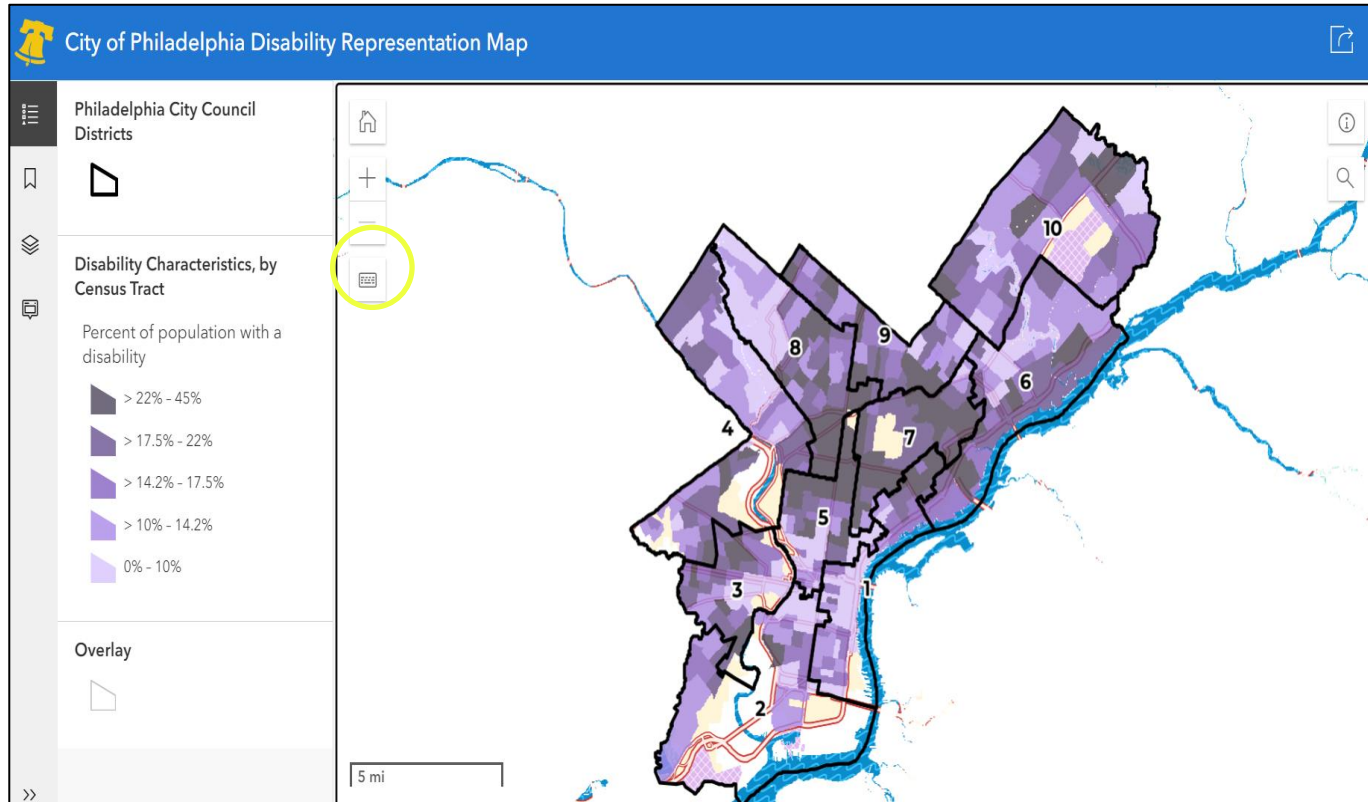 City of Philadelphia Disability Representation Map
Philadelphia City Council
Districts
Disability Characteristics, by
Census Tract
Percent of population with a
disability
> 22% - 45%
> 17.5% - 22%
> 14.2% - 17.5%
> 10% - 14.2%
0% - 10%
Overlay
10
9
8
6
4
7
5
3
1
2
5 mi